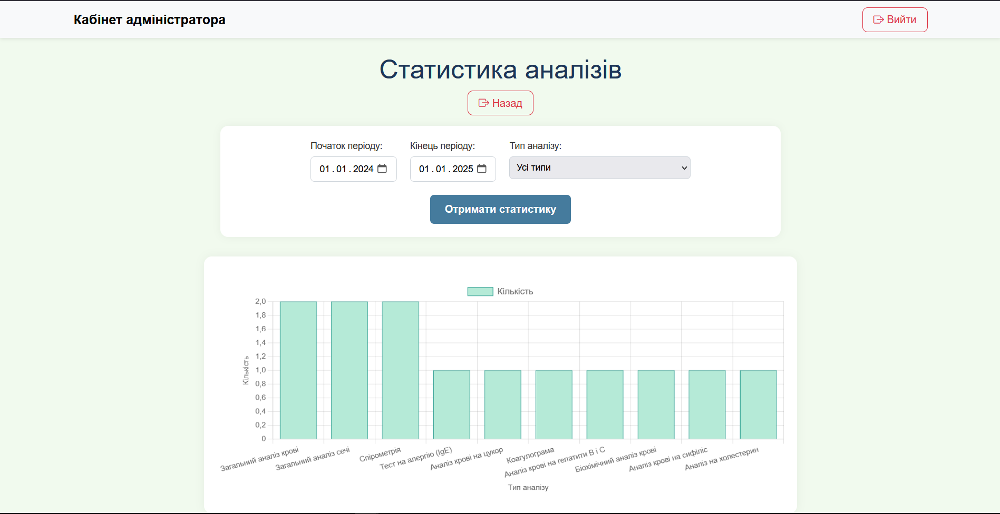 Кабінет адміністратора
Вийти
Статистика аналізів
Назад
Початок періоду:
Кінець періоду:
Тип аналізу:
01.01.2024
01.01.2025
Усі типи
Отримати статистику
Кількість
2,0
1,8
1,6
1,4
1,2
1,0
0,8
0,6
0,4
0,2
0
Кількість
Загальний аналіз крові
Загальний аналіз сечі
Спірометрія
Тест на алергію (IgE)
Аналіз крові на цукор
Коагулограма
Аналіз крові на гепатити B і C
Біохімічний аналіз крові
Аналіз крові на сифіліс
Аналіз на холестерин
Тип аналізу